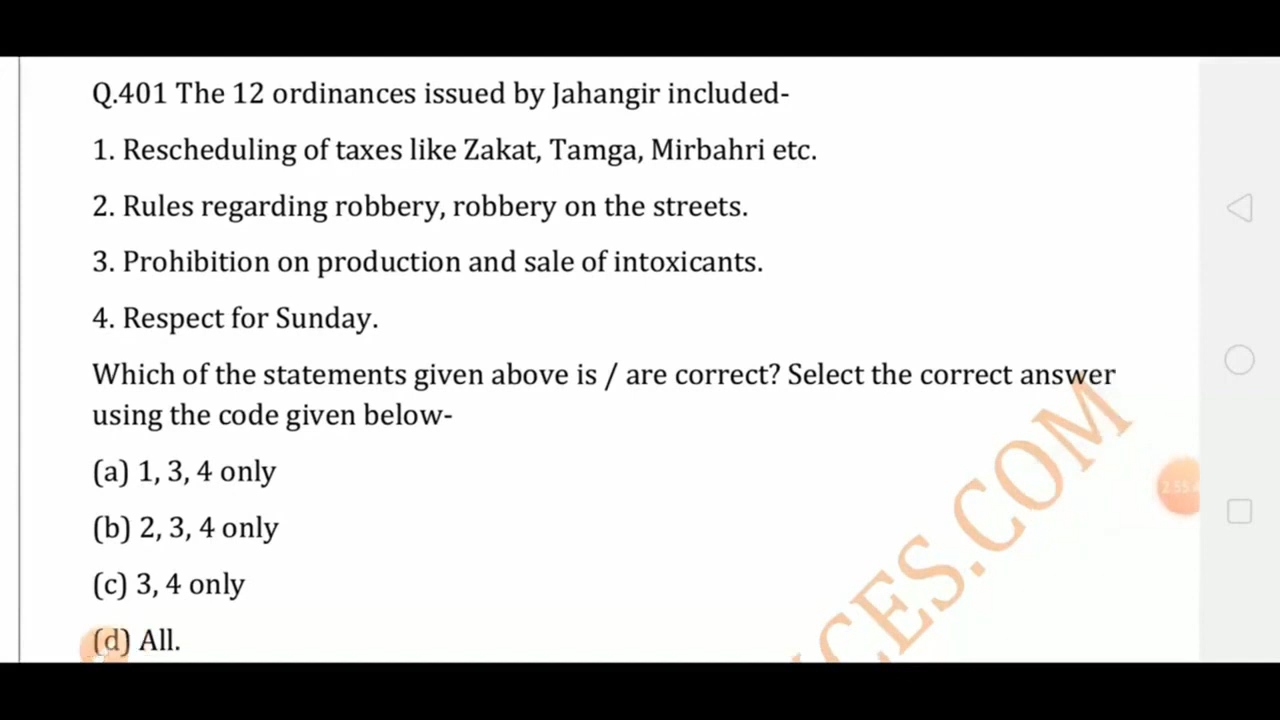 Q.401 The 12 ordinances issued by Jahangir included-
1. Rescheduling of taxes like Zakat, Tamga, Mirbahri etc.
2. Rules regarding robbery, robbery on the streets.
3. Prohibition on production and sale of intoxicants.
4. Respect for Sunday.
Which of the statements given above is / are correct? Select the correct answer
using the code given below-
(a) 1, 3, 4 only
(b) 2, 3, 4 only
(c) 3, 4 only
(d) All.
CES.COM